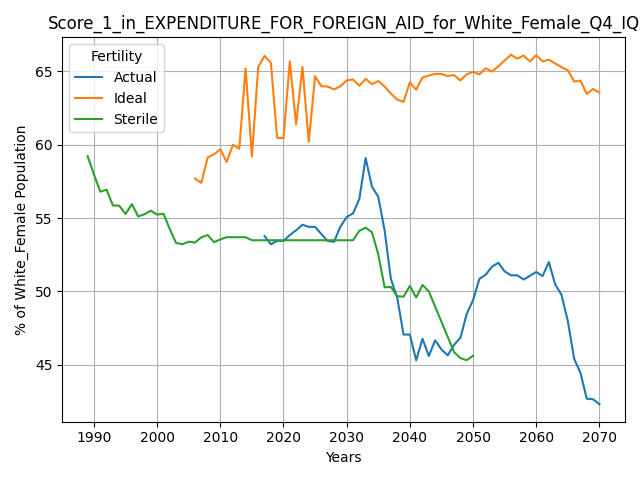 Score_1_in_EXPENDITURE_FOR_FOREIGN_AID_for_White_Female_Q4_IQ
Fertility
Actual
Ideal
Sterile
65
60
55
50
45
% of White_Female Population
1990 2000 2010 2020 2030 2040 2050 2060 2070
Years